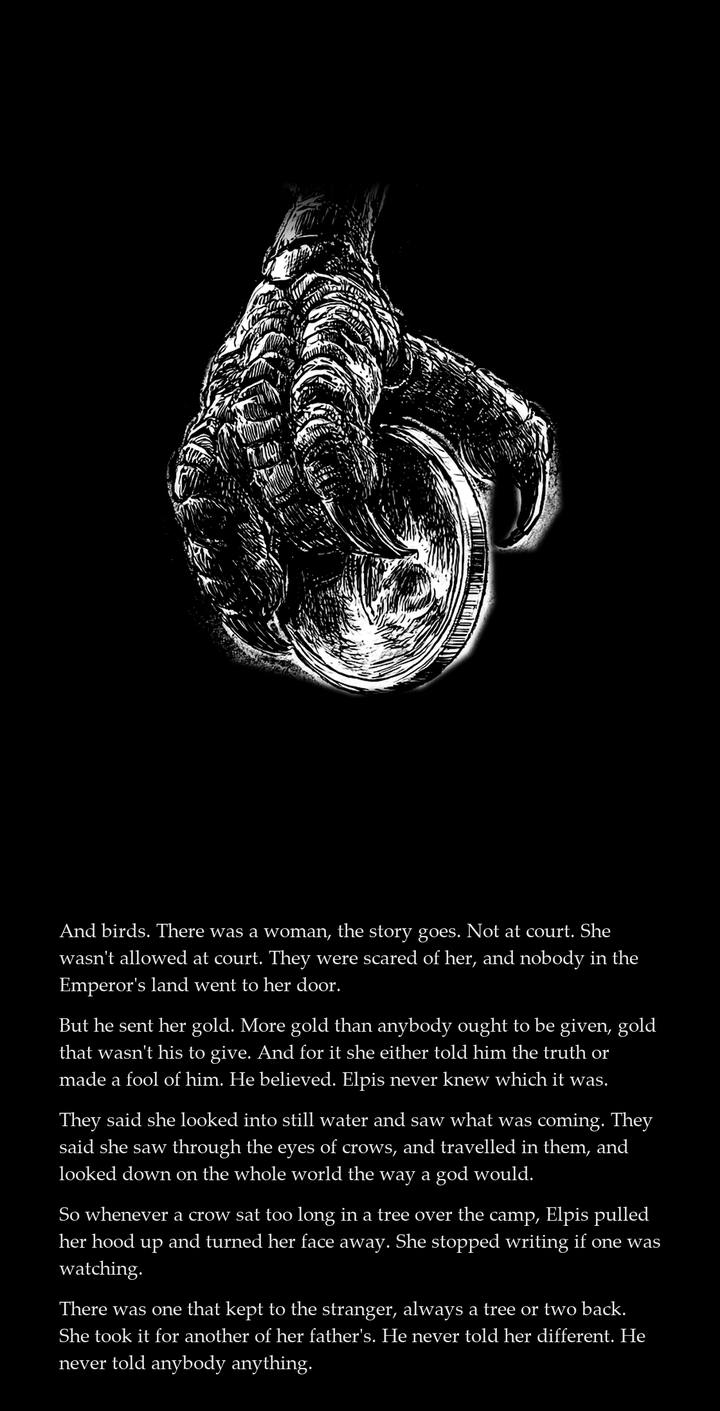 And birds. There was a woman, the story goes. Not at court. She
wasn't allowed at court. They were scared of her, and nobody in the
Emperor's land went to her door.
But he sent her gold. More gold than anybody ought to be given, gold
that wasn't his to give. And for it she either told him the truth or
made a fool of him. He believed. Elpis never knew which it was.
They said she looked into still water and saw what was coming. They
said she saw through the eyes of crows, and travelled in them, and
looked down on the whole world the way a god would.
So whenever a crow sat too long in a tree over the camp, Elpis pulled
her hood up and turned her face away. She stopped writing if one was
watching.
There was one that kept to the stranger, always a tree or two back.
She took it for another of her father's. He never told her different. He
never told anybody anything.